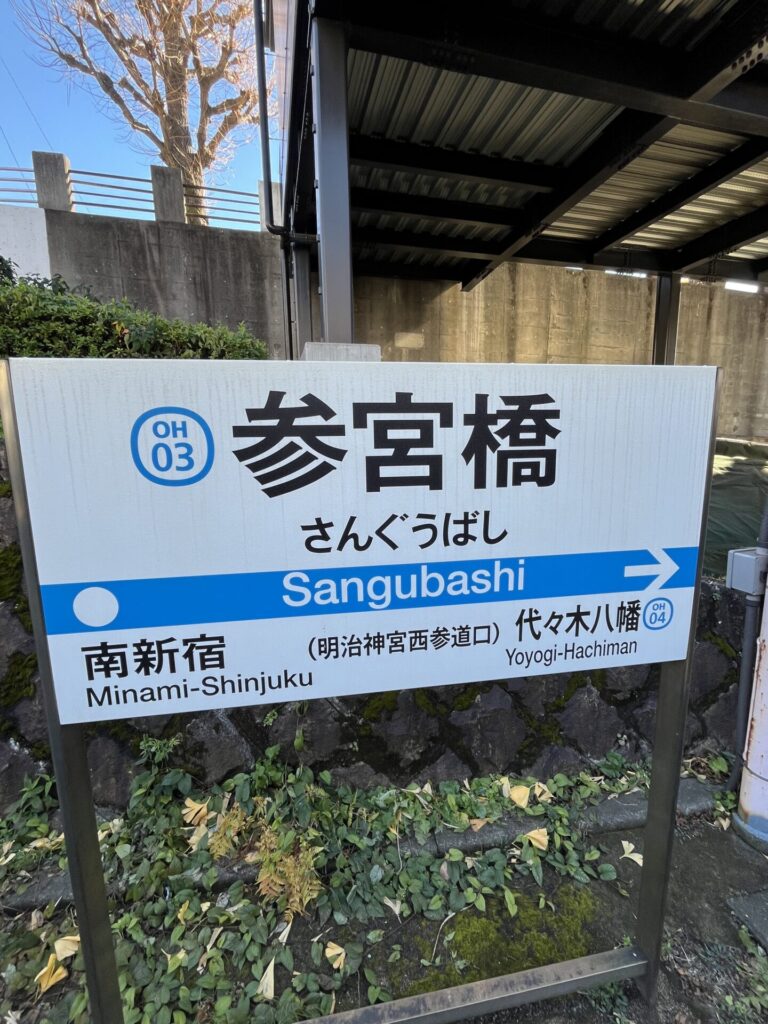 OH
03
参宮橋
さんぐうばし
Sangubashi
南新宿
Minami-Shinjuku
(明治神宮西参道口)
代々木八幡
OH
04
Yoyogi-Hachiman